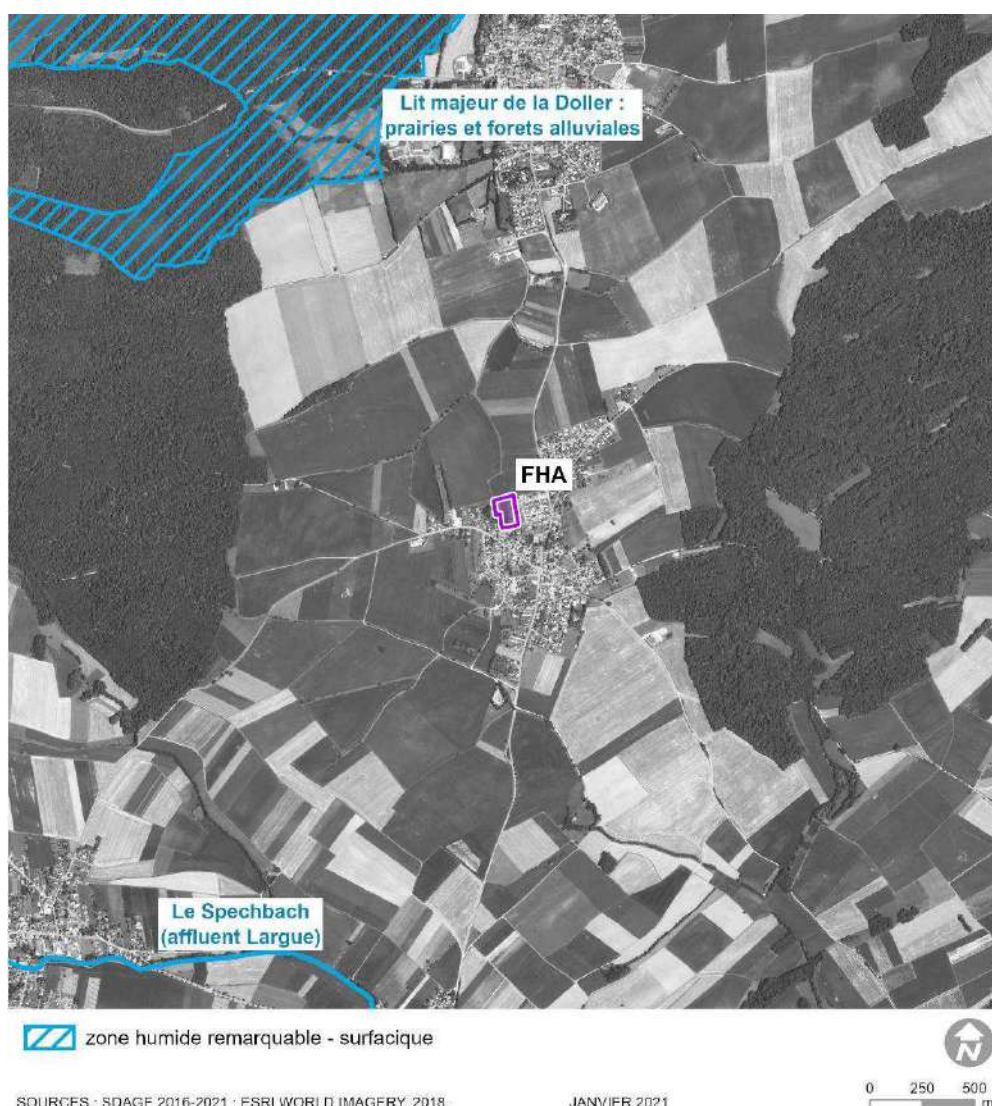 Lit majeur de la Doller :
prairies et forets alluviales
FHA
Le Spechbach
(affluent Largue)
zone humide remarquable - surfacique
N
SOURCES : SDAGE 2016-2021 ; ESRI WORLD IMAGERY, 2018
JANVIER 2021
0 250 500
m